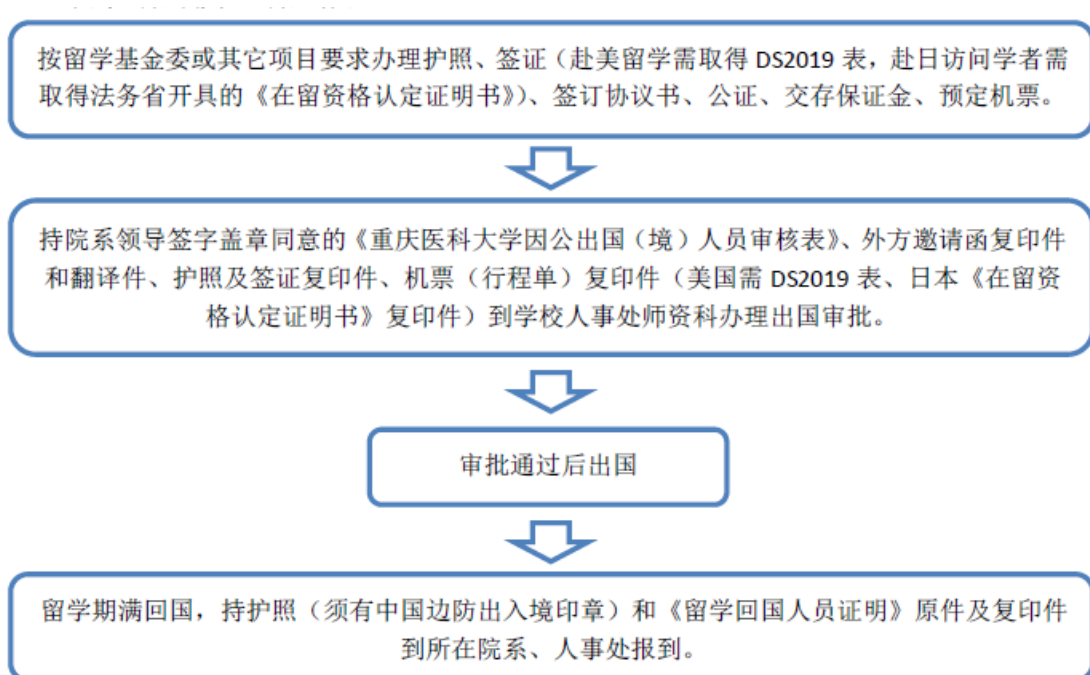 按留学基金委或其它项目要求办理护照、签证（赴美留学需取得 DS2019 表，赴日访问学者需
取得法务省开具的《在留资格认定证明书》）、签订协议书、公证、交存保证金、预定机票。
持院系领导签字盖章同意的《重庆医科大学因公出国（境）人员审核表》、外方邀请函复印件
和翻译件、护照及签证复印件、机票（行程单）复印件（美国需 DS2019 表、日本《在留资
格认定证明书》复印件）到学校人事处师资科办理出国审批。
审批通过后出国
留学期满回国，持护照（须有中国边防出入境印章）和《留学回国人员证明》原件及复印件
到所在院系、人事处报到。